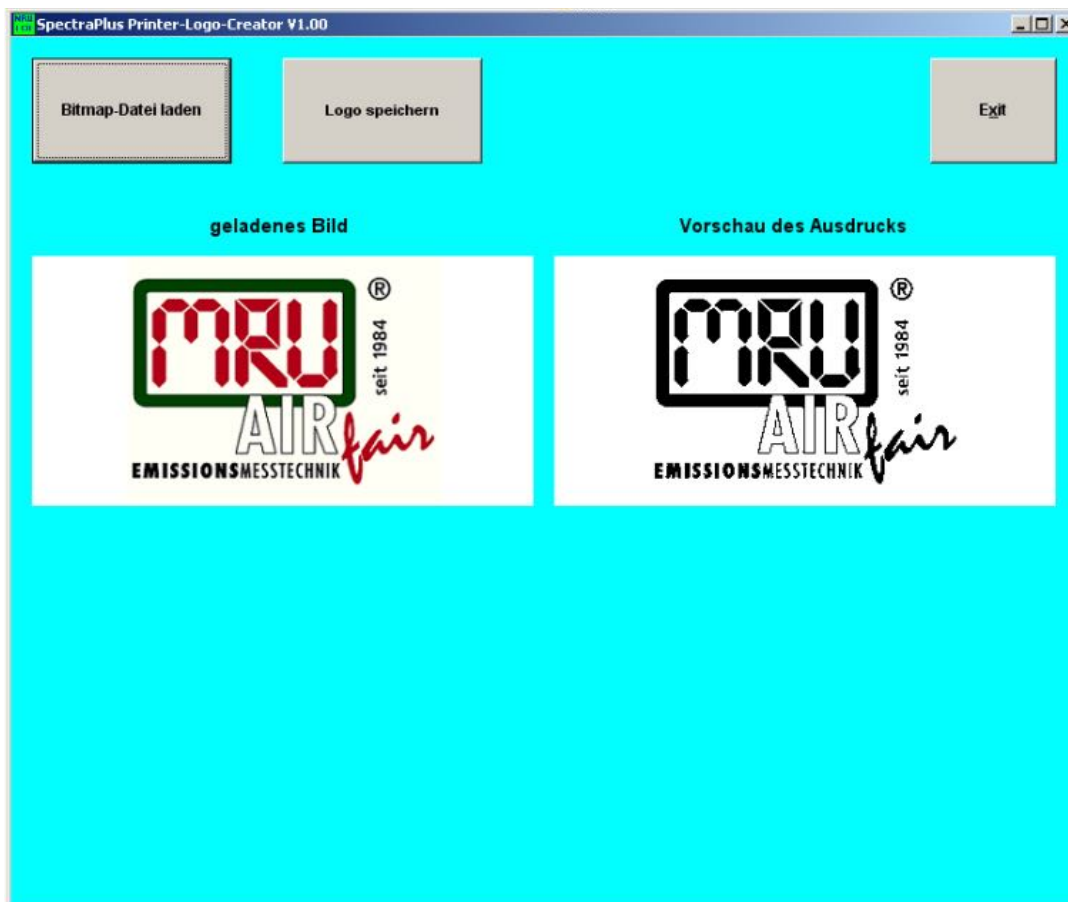 MRU
SpectraPlus Printer-Logo-Creator V1.00
Bitmap-Datei laden
Logo speichern
Exit
geladenes Bild
Vorschau des Ausdrucks
MRU
®
seit 1984
AIR
fair
EMISSIONSMESSTECHNIK
MRU
®
seit 1984
AIR
fair
EMISSIONSMESSTECHNIK